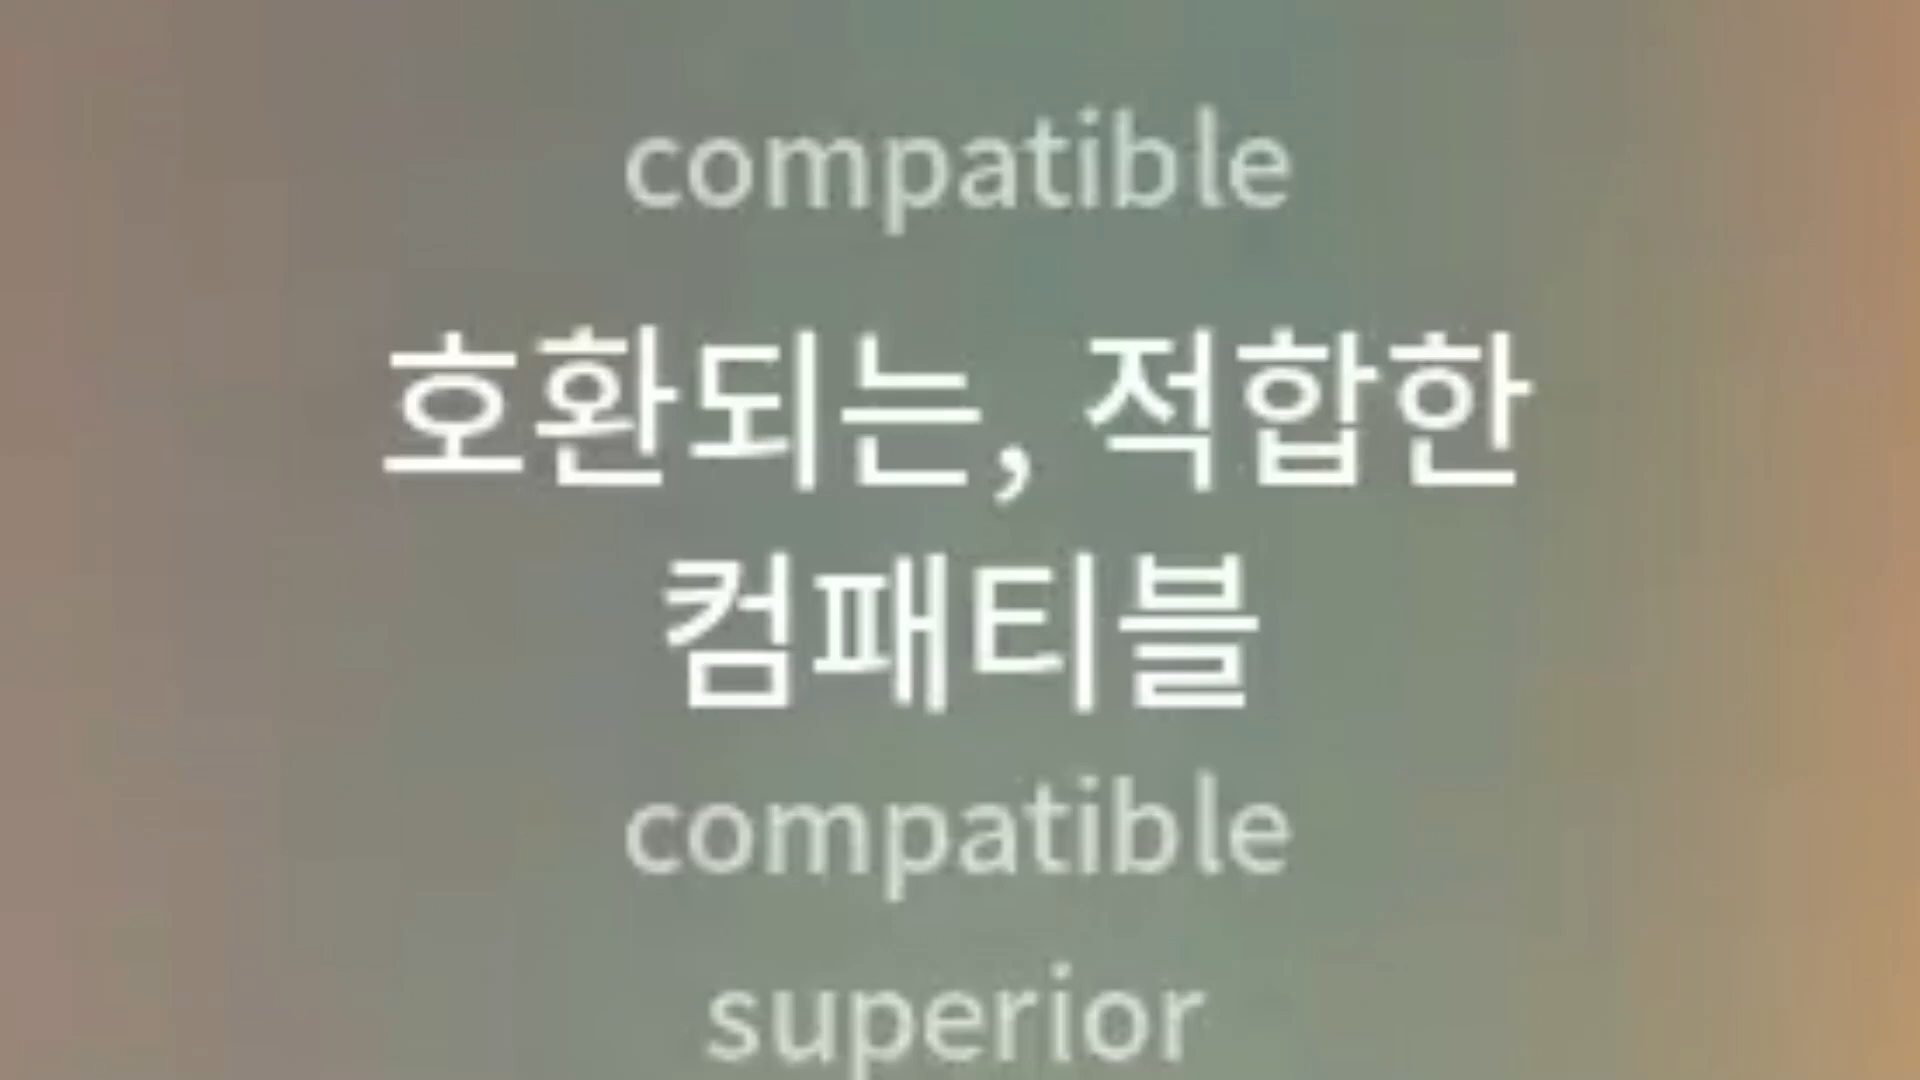 compatible
호환되는, 적합한
컴패티블
compatible
superior